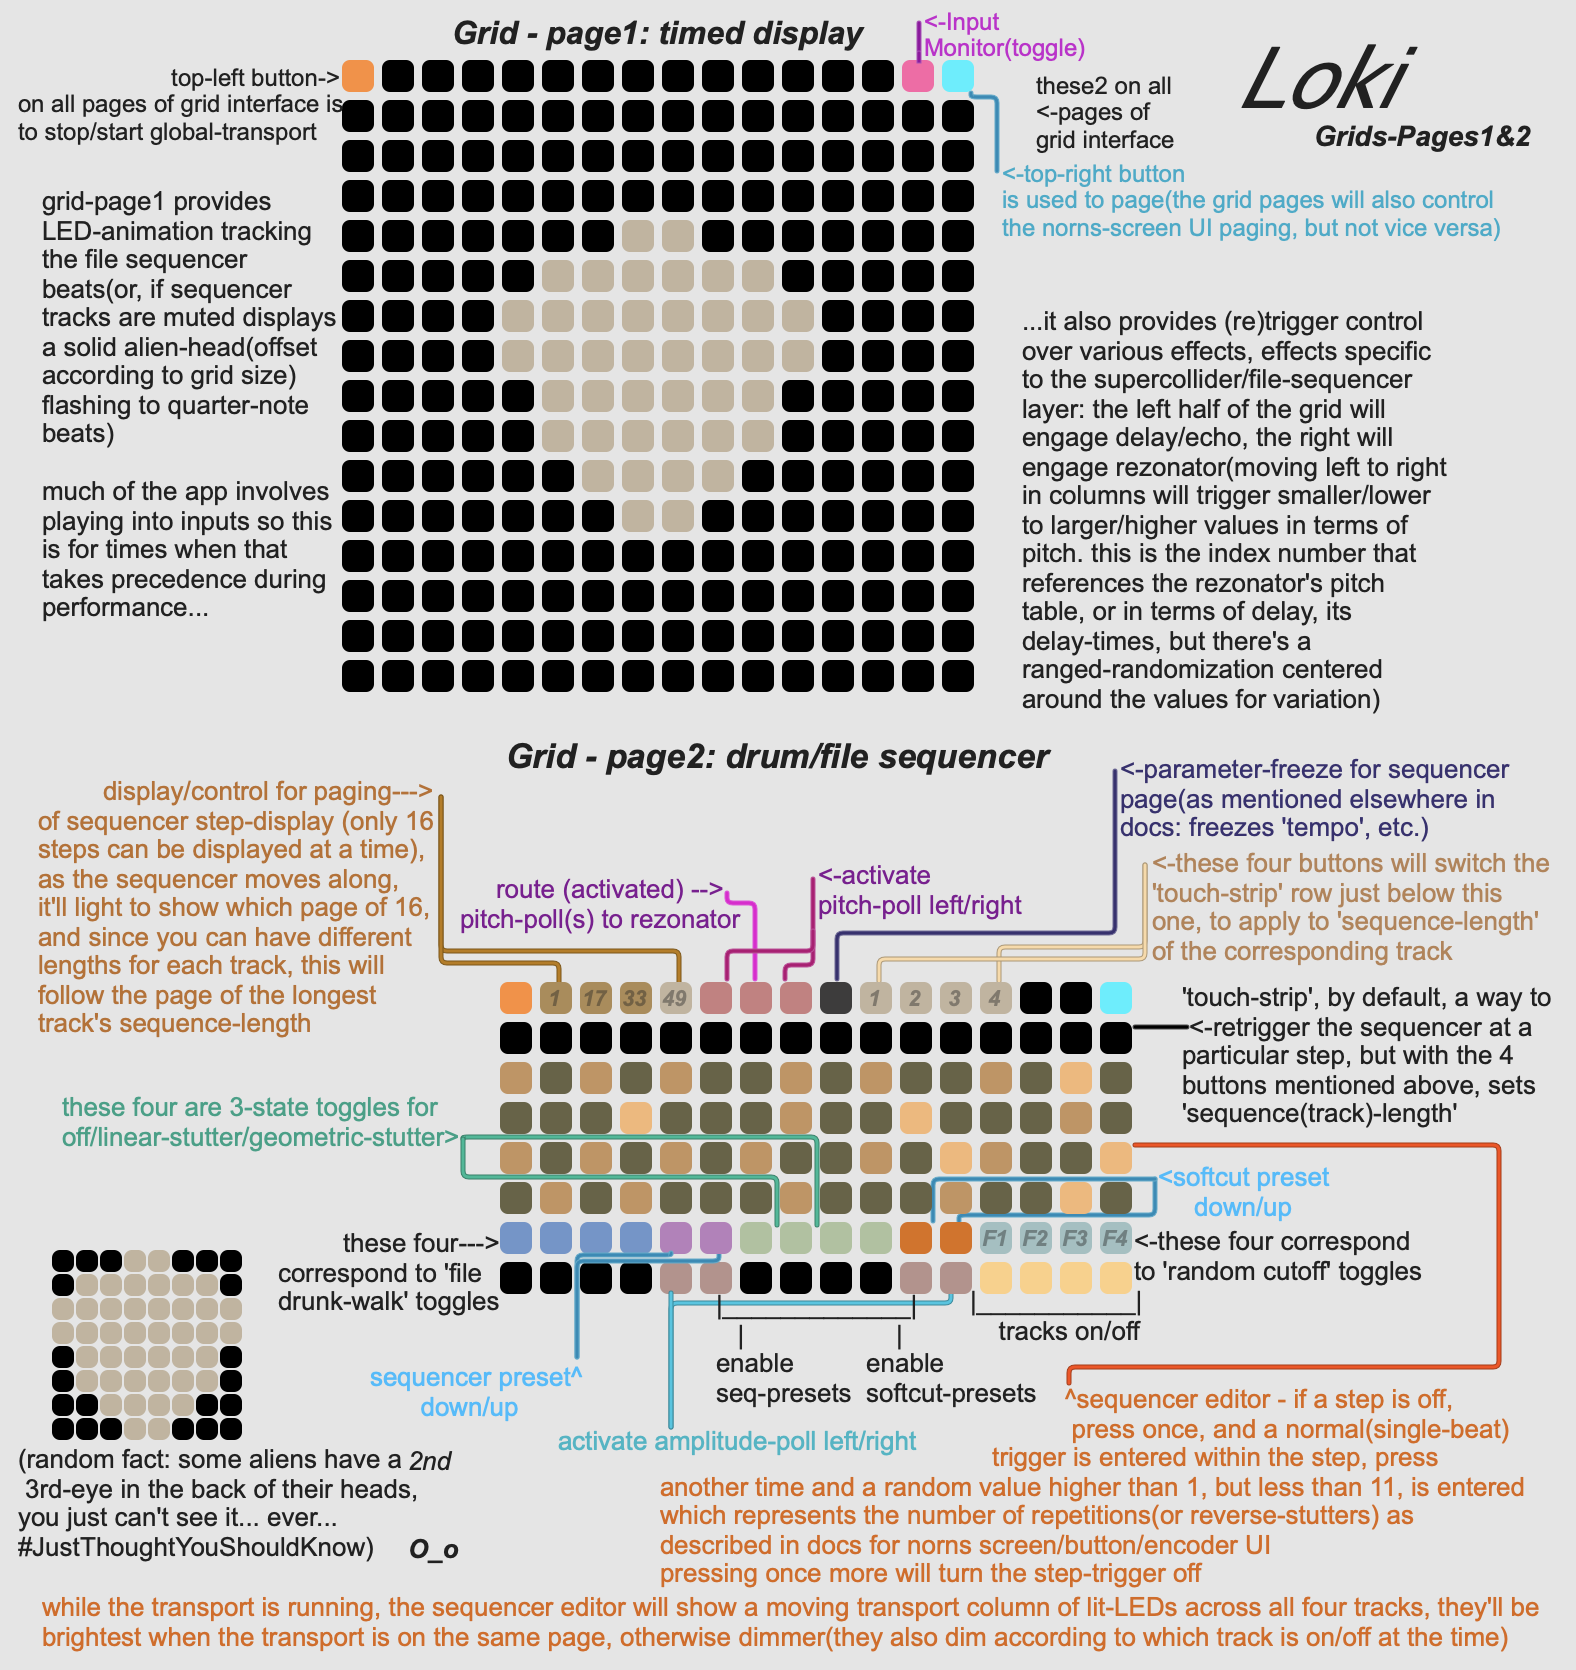 Grid - page1: timed display
<-Input
Monitor(toggle)
Loki
Grids-Pages1&2
top-left button->
on all pages of grid interface is
to stop/start global-transport
these2 on all
<-pages of
grid interface
<-top-right button
is used to page(the grid pages will also control
the norns-screen UI paging, but not vice versa)
grid-page1 provides
LED-animation tracking
the file sequencer
beats(or, if sequencer
tracks are muted displays
a solid alien-head(offset
according to grid size)
flashing to quarter-note
beats)
much of the app involves
playing into inputs so this
is for times when that
takes precedence during
performance...
...it also provides (re)trigger control
over various effects, effects specific
to the supercollider/file-sequencer
layer: the left half of the grid will
engage delay/echo, the right will
engage rezonator(moving left to right
in columns will trigger smaller/lower
to larger/higher values in terms of
pitch. this is the index number that
references the rezonator's pitch
table, or in terms of delay, its
delay-times, but there's a
ranged-randomization centered
around the values for variation)
Grid - page2: drum/file sequencer
display/control for paging--->
of sequencer step-display (only 16
steps can be displayed at a time),
as the sequencer moves along,
it'll light to show which page of 16,
and since you can have different
lengths for each track, this will
follow the page of the longest
track's sequence-length
route (activated) -->
pitch-poll(s) to rezonator
<-activate
pitch-poll left/right
<-parameter-freeze for sequencer
page(as mentioned elsewhere in
docs: freezes 'tempo', etc.)
<-these four buttons will switch the
'touch-strip' row just below this
one, to apply to 'sequence-length'
of the corresponding track
1 17 33 49 1 2 3 4
'touch-strip', by default, a way to
<-retrigger the sequencer at a
particular step, but with the 4
buttons mentioned above, sets
'sequence(track)-length'
these four are 3-state toggles for
off/linear-stutter/geometric-stutter>
<softcut preset
down/up
F1 F2 F3 F4
these four--->
correspond to 'file
drunk-walk' toggles
<-these four correspond
to 'random cutoff' toggles
tracks on/off
enable
seq-presets
enable
softcut-presets
sequencer preset^
down/up
activate amplitude-poll left/right
(random fact: some aliens have a 2nd
3rd-eye in the back of their heads,
you just can't see it... ever...
#JustThoughtYouShouldKnow) O_o
^sequencer editor - if a step is off,
press once, and a normal(single-beat)
trigger is entered within the step, press
another time and a random value higher than 1, but less than 11, is entered
which represents the number of repetitions(or reverse-stutters) as
described in docs for norns screen/button/encoder UI
pressing once more will turn the step-trigger off
while the transport is running, the sequencer editor will show a moving transport column of lit-LEDs across all four tracks, they'll be
brightest when the transport is on the same page, otherwise dimmer(they also dim according to which track is on/off at the time)